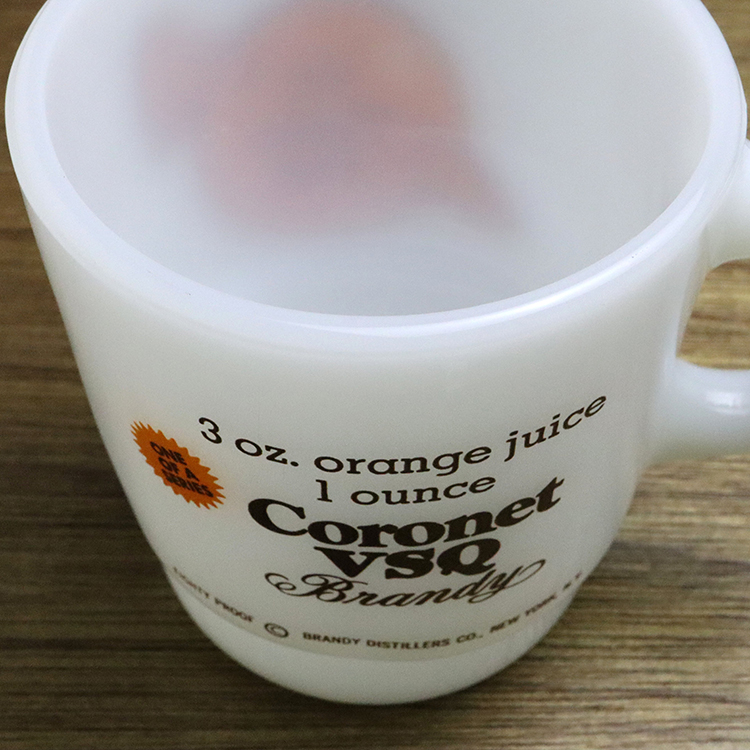 3 oz. orange juice
1 ounce
Coronet
VSQ
Brandy
ONE
OF A
SERIES
EIGHTY PROOF © BRANDY DISTILLERS CO., NEW YORK, N.Y.